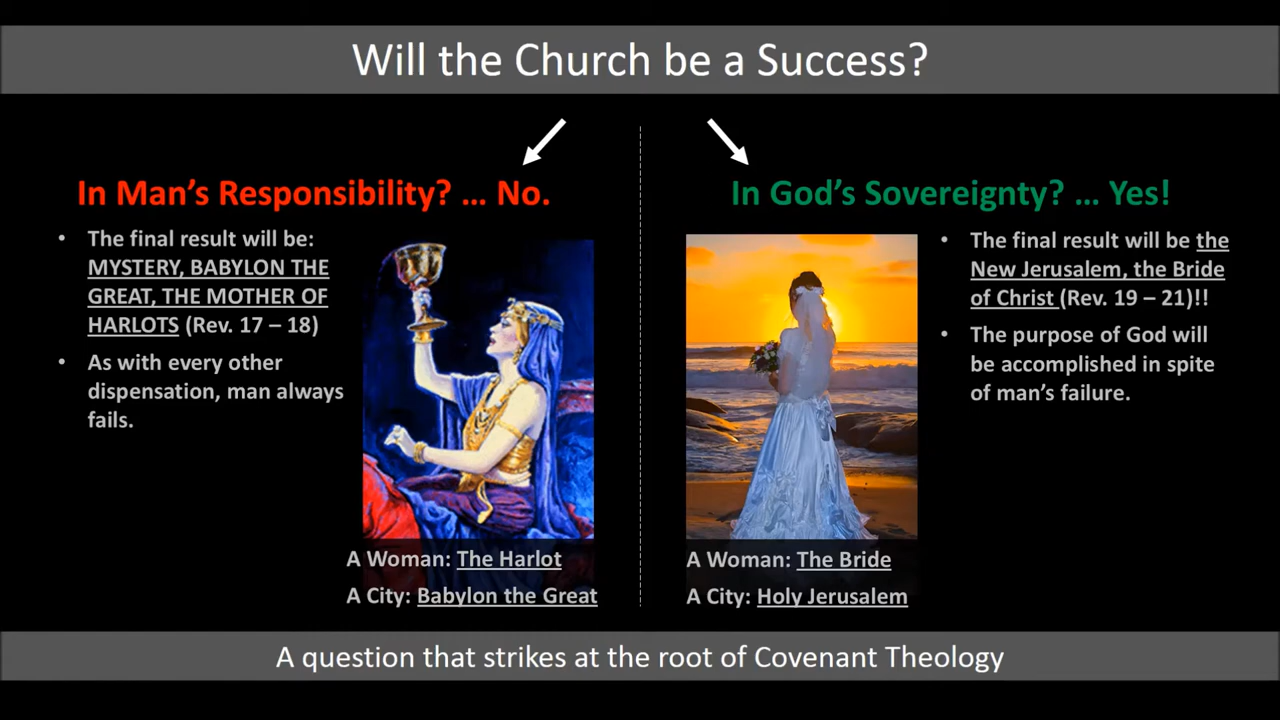 Will the Church be a Success?
In Man's Responsibility? ... No.
• The final result will be:
MYSTERY, BABYLON THE
GREAT, THE MOTHER OF
HARLOTS (Rev. 17 – 18)
• As with every other
dispensation, man always
fails.
A Woman: The Harlot
A City: Babylon the Great
In God's Sovereignty? ... Yes!
• The final result will be the
New Jerusalem, the Bride
of Christ (Rev. 19 – 21)!!
• The purpose of God will
be accomplished in spite
of man's failure.
A Woman: The Bride
A City: Holy Jerusalem
A question that strikes at the root of Covenant Theology